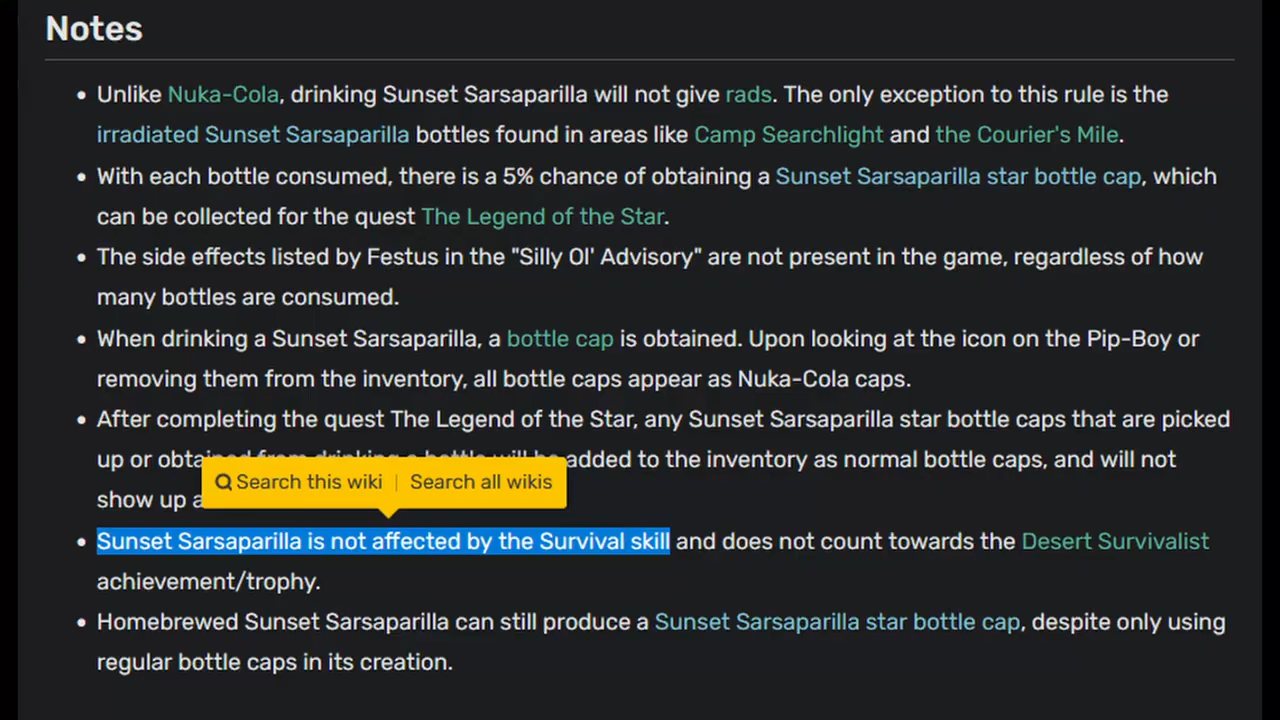 Notes
Unlike Nuka-Cola, drinking Sunset Sarsaparilla will not give rads. The only exception to this rule is the
irradiated Sunset Sarsaparilla bottles found in areas like Camp Searchlight and the Courier's Mile.
With each bottle consumed, there is a 5% chance of obtaining a Sunset Sarsaparilla star bottle cap, which
can be collected for the quest The Legend of the Star.
The side effects listed by Festus in the "Silly Ol' Advisory" are not present in the game, regardless of how
many bottles are consumed.
When drinking a Sunset Sarsaparilla, a bottle cap is obtained. Upon looking at the icon on the Pip-Boy or
removing them from the inventory, all bottle caps appear as Nuka-Cola caps.
After completing the quest The Legend of the Star, any Sunset Sarsaparilla star bottle caps that are picked
up or obtained from drinking a bottle will be added to the inventory as normal bottle caps, and will not
Search this wiki | Search all wikis
show up
Sunset Sarsaparilla is not affected by the Survival skill and does not count towards the Desert Survivalist
achievement/trophy.
Homebrewed Sunset Sarsaparilla can still produce a Sunset Sarsaparilla star bottle cap, despite only using
regular bottle caps in its creation.